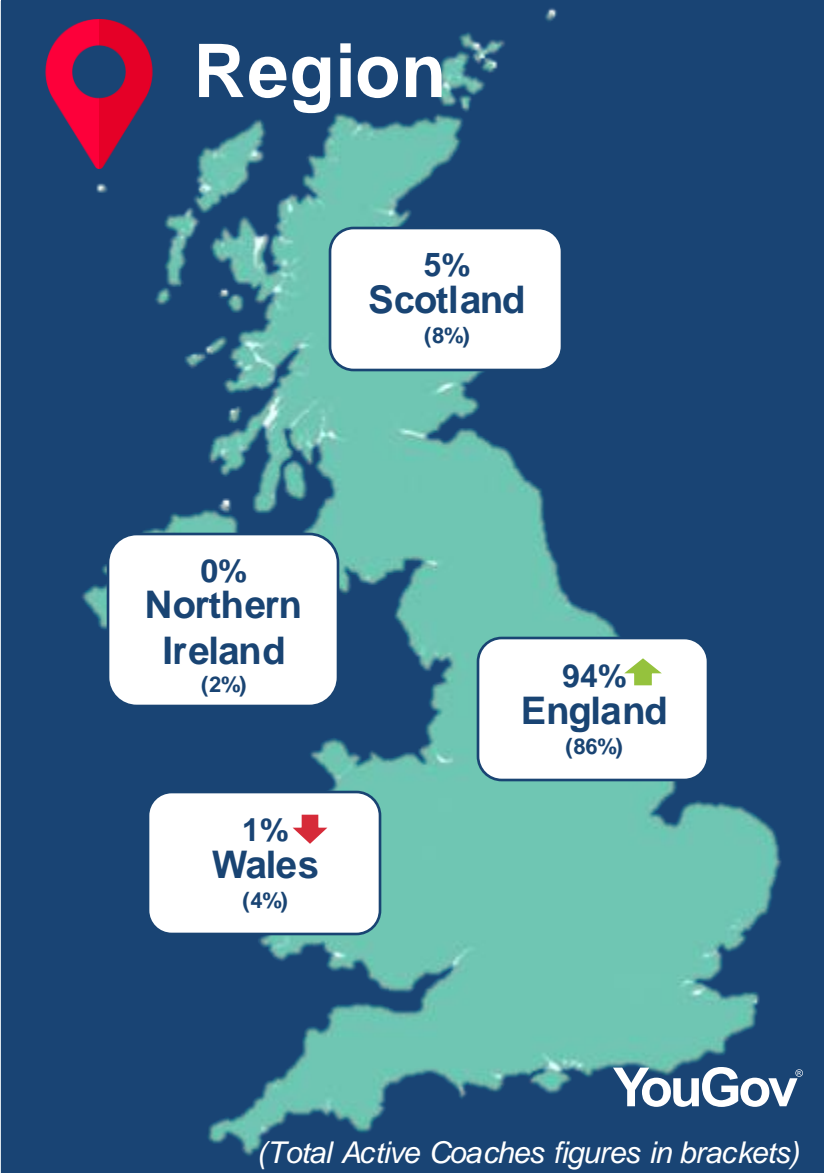 Region
5%
Scotland
(8%)
0%
Northern
Ireland
(2%)
94%
England
(86%)
1%
Wales
(4%)
YouGov®
(Total Active Coaches figures in brackets)